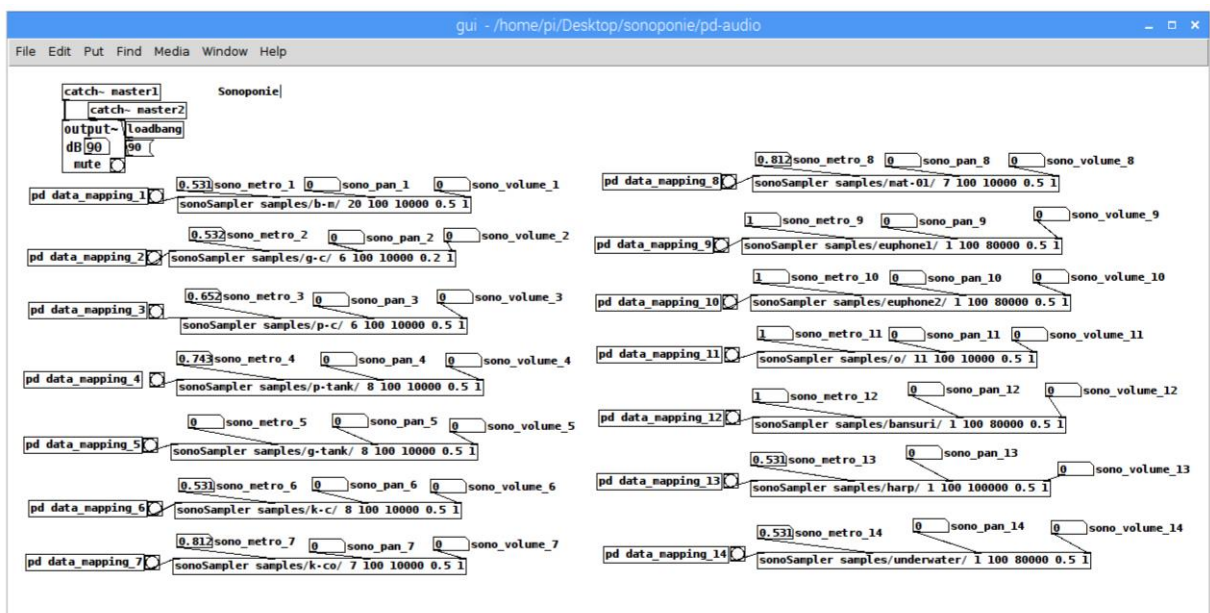 gui - /home/pi/Desktop/sonoponie/pd-audio
File Edit Put Find Media Window Help
catch~ master1
Sonoponie
catch~ master2
output~ loadbang
dB 90 90
mute
0.531 sono_metro_1 0 sono_pan_1 0 sono_volume_1
pd data_mapping_1
sonoSampler samples/b-m/ 20 100 10000 0.5 1
0.532 sono_metro_2 0 sono_pan_2 0 sono_volume_2
pd data_mapping_2 sonoSampler samples/g-c/ 6 100 10000 0.2 1
0.652 sono_metro_3 0 sono_pan_3 0 sono_volume_3
pd data_mapping_3
sonoSampler samples/p-c/ 6 100 10000 0.5 1
0.743 sono_metro_4 0 sono_pan_4 0 sono_volume_4
pd data_mapping_4
sonoSampler samples/p-tank/ 8 100 10000 0.5 1
0 sono_metro_5 0 sono_pan_5 0 sono_volume_5
pd data_mapping_5
sonoSampler samples/g-tank/ 8 100 10000 0.5 1
0.531 sono_metro_6 0 sono_pan_6 0 sono_volume_6
pd data_mapping_6 sonoSampler samples/k-c/ 8 100 10000 0.5 1
0.812 sono_metro_7 0 sono_pan_7 0 sono_volume_7
pd data_mapping_7 sonoSampler samples/k-co/ 7 100 10000 0.5 1
0.812 sono_metro_8 0 sono_pan_8 0 sono_volume_8
pd data_mapping_8 sonoSampler samples/mat-01/ 7 100 10000 0.5 1
1 sono_metro_9 0 sono_pan_9 0 sono_volume_9
pd data_mapping_9 sonoSampler samples/euphone1/ 1 100 80000 0.5 1
1 sono_metro_10 0 sono_pan_10 0 sono_volume_10
pd data_mapping_10 sonoSampler samples/euphone2/ 1 100 80000 0.5 1
1 sono_metro_11 0 sono_pan_11 0 sono_volume_11
pd data_mapping_11 sonoSampler samples/o/ 11 100 10000 0.5 1
1 sono_metro_12 0 sono_pan_12 0 sono_volume_12
pd data_mapping_12 sonoSampler samples/bansuri/ 1 100 80000 0.5 1
0.531 sono_metro_13 0 sono_pan_13 0 sono_volume_13
pd data_mapping_13 sonoSampler samples/harp/ 1 100 100000 0.5 1
0.531 sono_metro_14 0 sono_pan_14 0 sono_volume_14
pd data_mapping_14 sonoSampler samples/underwater/ 1 100 80000 0.5 1